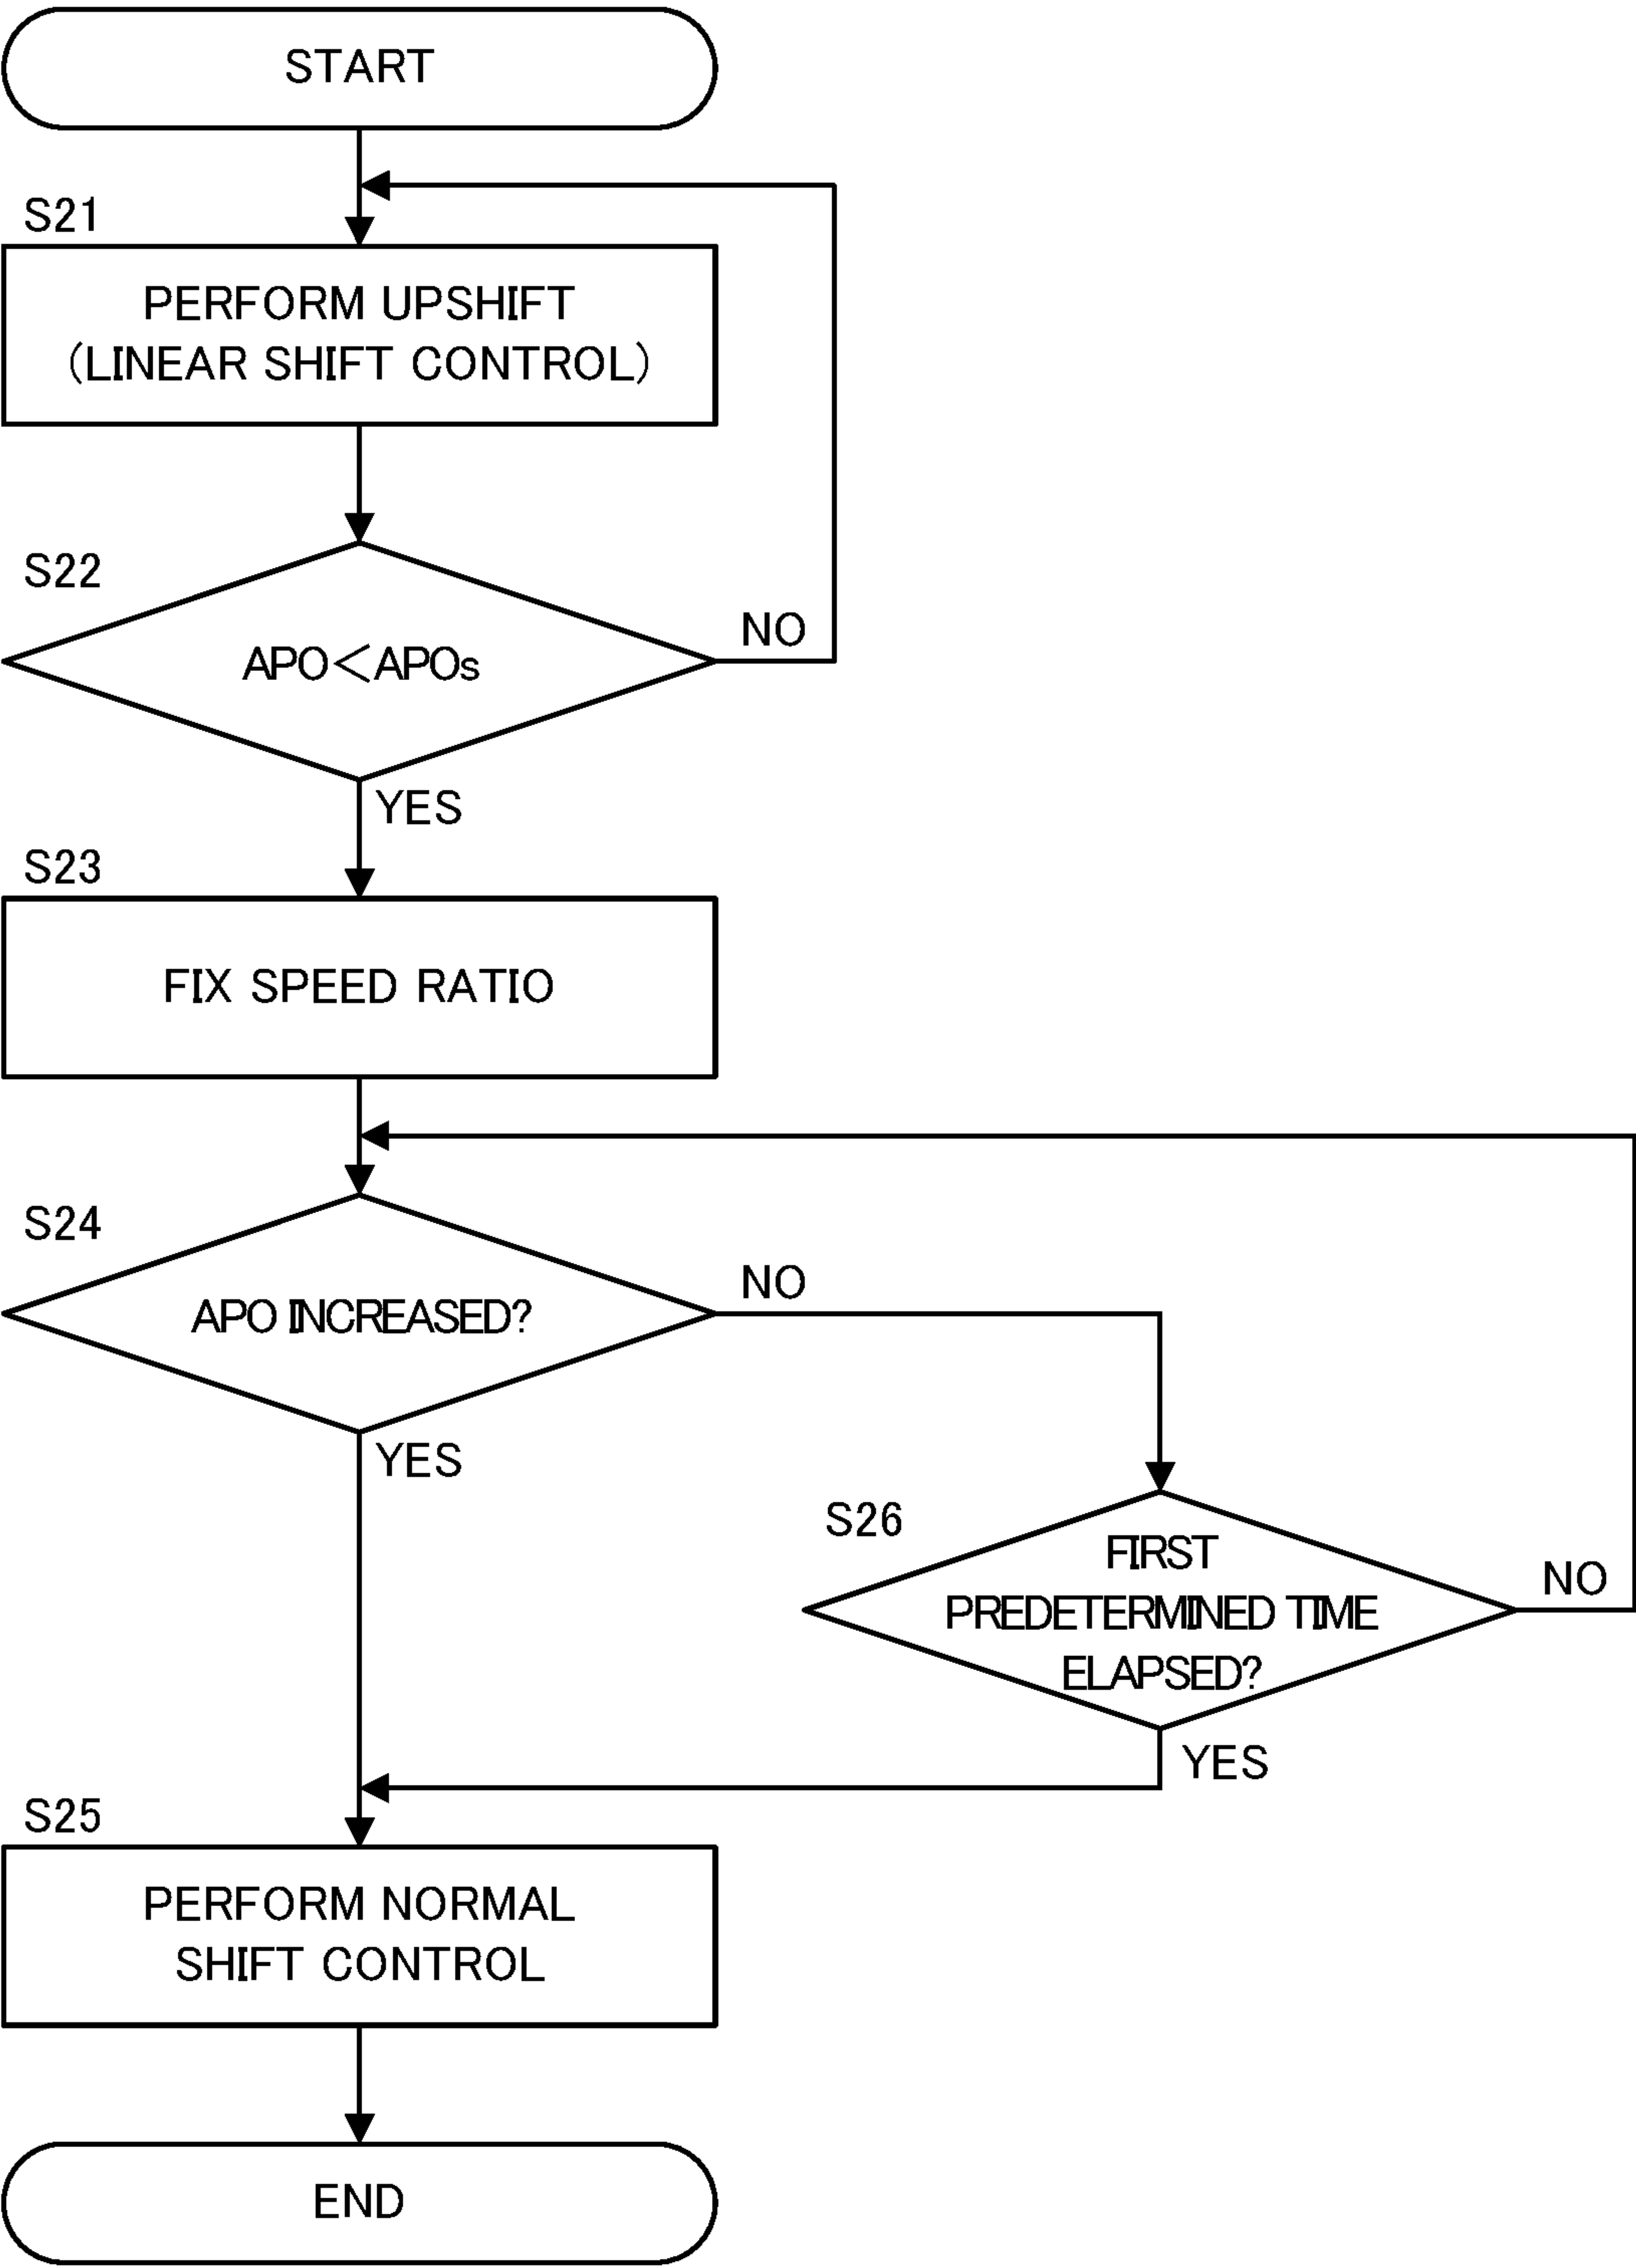 START
S21
PERFORM UPSHIFT
(LINEAR SHIFT CONTROL)
S22
APO<APOs
NO
YES
S23
FIX SPEED RATIO
S24
APO INCREASED?
NO
YES
S26
FIRST
PREDETERMINED TIME
ELAPSED?
NO
YES
S25
PERFORM NORMAL
SHIFT CONTROL
END